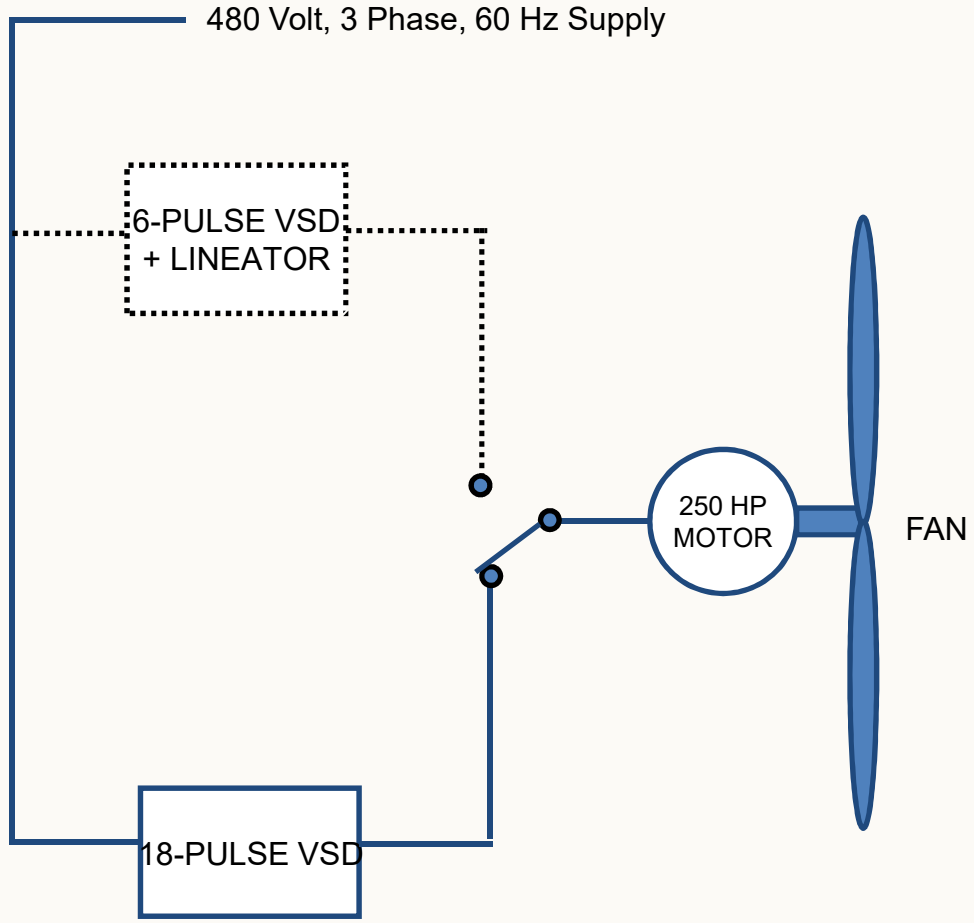 480 Volt, 3 Phase, 60 Hz Supply
6-PULSE VSD
+ LINEATOR
250 HP
MOTOR
FAN
18-PULSE VSD